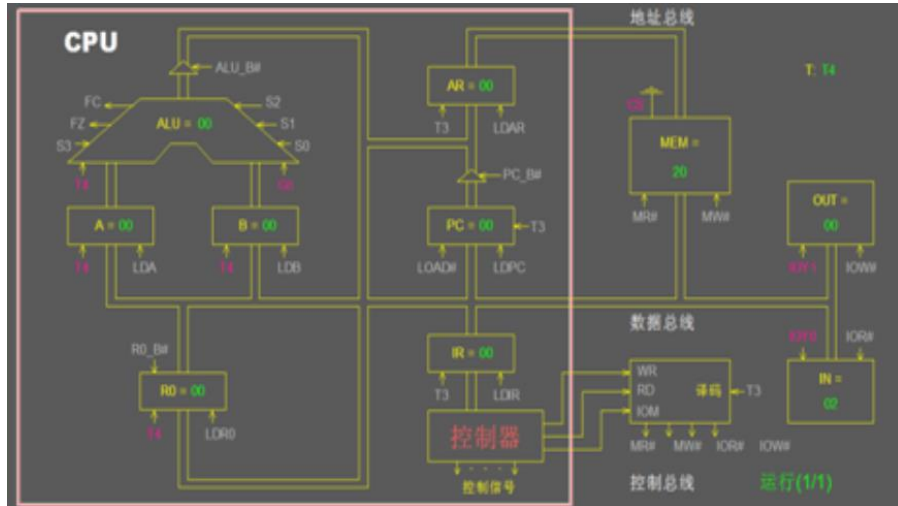 地址总线
CPU
ALU_B#
T: T4
AR = 00
FC
S2
FZ
ALU = 00
S1
T3
LDAR
S3
S0
MEM =
T4
20
PC_B#
A = 00
B = 00
PC = 00
T3
MR#
MW#
OUT =
00
T4
LDA
T4
LDB
LOAD#
LDPC
IOW#
数据总线
R0_B#
IR = 00
IOR#
R0 = 00
T3
LDIR
WR
RD
译码
T3
IN =
02
IOM
T4
LDR0
控制器
MR#
MW#
IOR#
IOW#
控制信号
控制总线
运行(1/1)